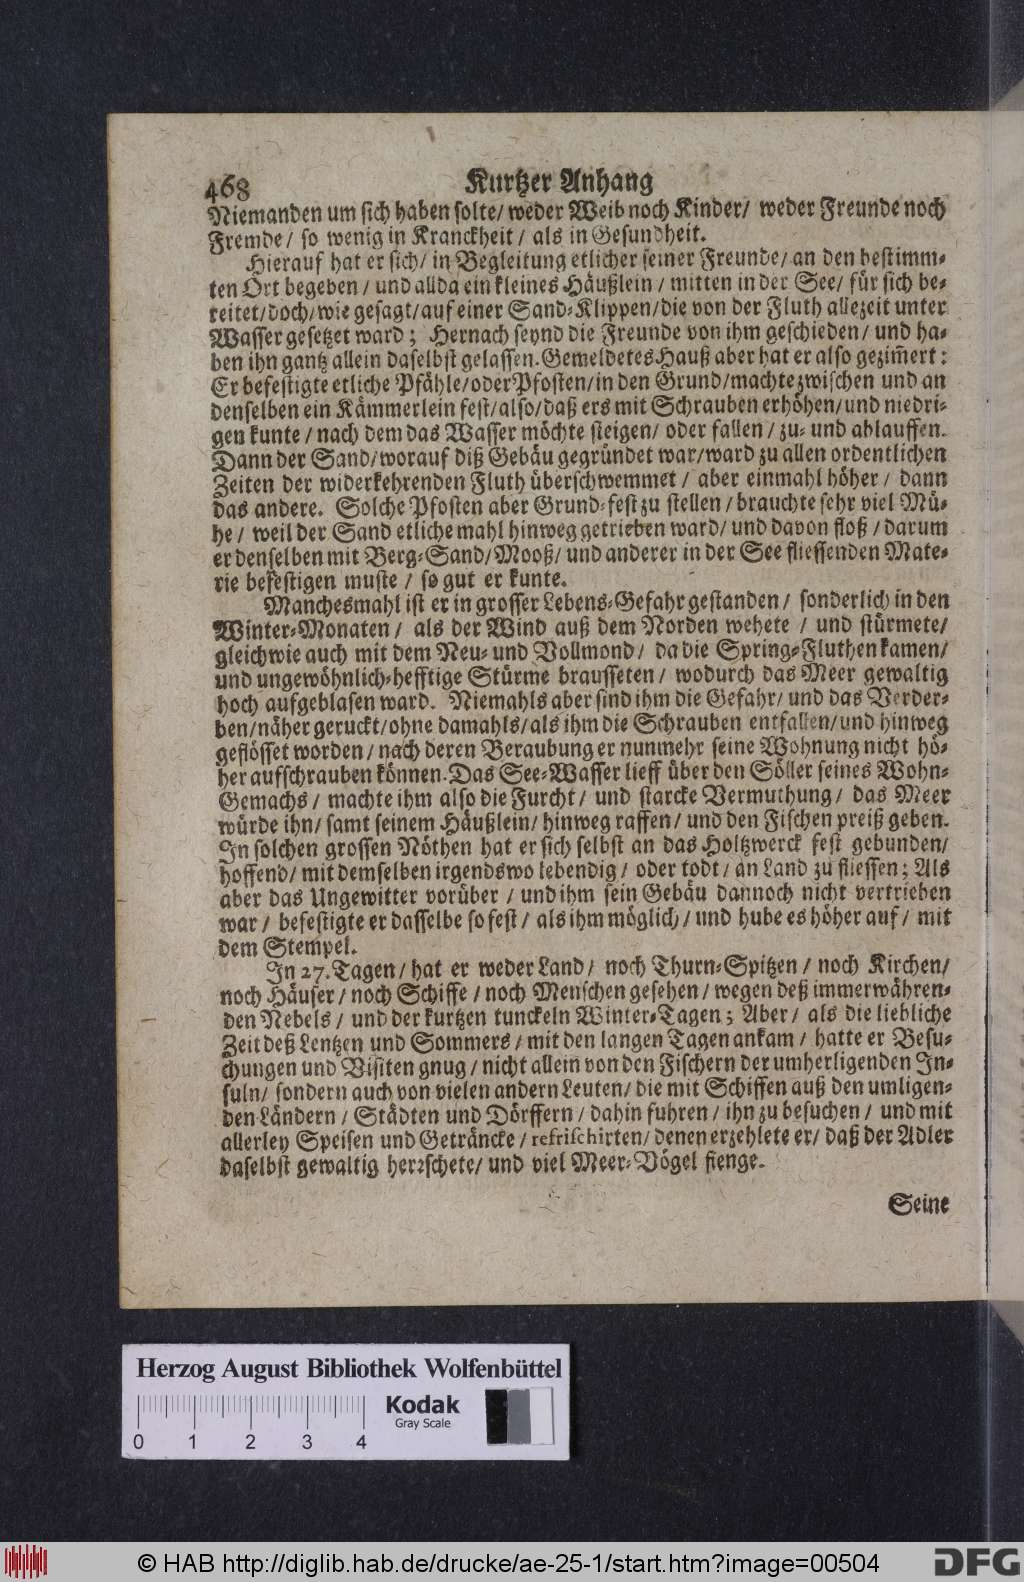 468
Kurtzer Anhang
Niemanden um sich haben solte/ weder Weib noch Kinder/ weder Freunde noch
Fremde/ so wenig in Kranckheit/ als in Gesundheit.
Hierauf hat er sich/ in Begleitung etlicher seiner Freunde/ an den bestimm-
ten Ort begeben/ und allda ein kleines Häußlein/ mitten in der See/ für sich be-
reitet/ doch/ wie gesagt/ auf einer Sand-Klippen/ die von der Fluth allezeit unter
Wasser gesetzet ward; Hernach seynd die Freunde von ihm geschieden/ und ha-
ben ihn gantz allein daselbst gelassen. Gemeldetes Hauß aber hat er also gezim̃ert:
Er befestigte etliche Pfähle/ oder Pfosten/ in den Grund/ machte zwischen und an
denselben ein Kämmerlein fest/ also/ daß ers mit Schrauben erhöhen/ und niedri-
gen kunte/ nach dem das Wasser möchte steigen/ oder fallen/ zu- und ablauffen.
Dann der Sand/ worauf diß Gebäu gegründet war/ ward zu allen ordentlichen
Zeiten der widerkehrenden Fluth überschwemmet/ aber einmahl höher/ dann
das andere. Solche Pfosten aber Grund-fest zu stellen/ brauchte sehr viel Mü-
he/ weil der Sand etliche mahl hinweg getrieben ward/ und davon floß/ darum
er denselben mit Berg-Sand/ Mooß/ und anderer in der See fliessenden Mate-
rie befestigen muste/ so gut er kunte.
Manchesmahl ist er in grosser Lebens-Gefahr gestanden/ sonderlich in den
Winter-Monaten/ als der Wind auß dem Norden wehete/ und stürmete/
gleichwie auch mit dem Neu- und Vollmond/ da die Spring-Fluthen kamen/
und ungewöhnlich-hefftige Stürme brausseten/ wodurch das Meer gewaltig
hoch aufgeblasen ward. Niemahls aber sind ihm die Gefahr/ und das Verder-
ben/ näher geruckt/ ohne damahls/ als ihm die Schrauben entfallen/ und hinweg
geflösset worden/ nach deren Beraubung er nunmehr seine Wohnung nicht hö-
her aufschrauben können. Das See-Wasser lieff über den Söller seines Wohn-
Gemachs/ machte ihm also die Furcht/ und starcke Vermuthung/ das Meer
würde ihn/ samt seinem Häußlein/ hinweg raffen/ und den Fischen preiß geben.
In solchen grossen Nöthen hat er sich selbst an das Holtzwerck fest gebunden/
hoffend/ mit demselben irgendswo lebendig/ oder todt/ an Land zu fliessen; Als
aber das Ungewitter vorüber/ und ihm sein Gebäu dannoch nicht vertrieben
war/ befestigte er dasselbe so fest/ als ihm möglich/ und hube es höher auf/ mit
dem Stempel.
In 27. Tagen/ hat er weder Land/ noch Thurn-Spitzen/ noch Kirchen/
noch Häuser/ noch Schiffe/ noch Menschen gesehen/ wegen deß immerwähren-
den Nebels/ und der kurtzen tunckeln Winter-Tagen; Aber/ als die liebliche
Zeit deß Lentzen und Sommers/ mit den langen Tagen ankam/ hatte er Besu-
chungen und Visiten gnug/ nicht allein von den Fischern der umherligenden In-
suln/ sondern auch von vielen andern Leuten/ die mit Schiffen auß den umligen-
den Ländern/ Städten und Dörffern/ dahin fuhren/ ihn zu besuchen/ und mit
allerley Speisen und Geträncke/ refrischirten/ denen erzehlete er/ daß der Adler
daselbst gewaltig herrschete/ und viel Meer-Vögel fienge.
Seine
Herzog August Bibliothek Wolfenbüttel
Kodak
Gray Scale
0 1 2 3 4
© HAB http://diglib.hab.de/drucke/ae-25-1/start.htm?image=00504
DFG